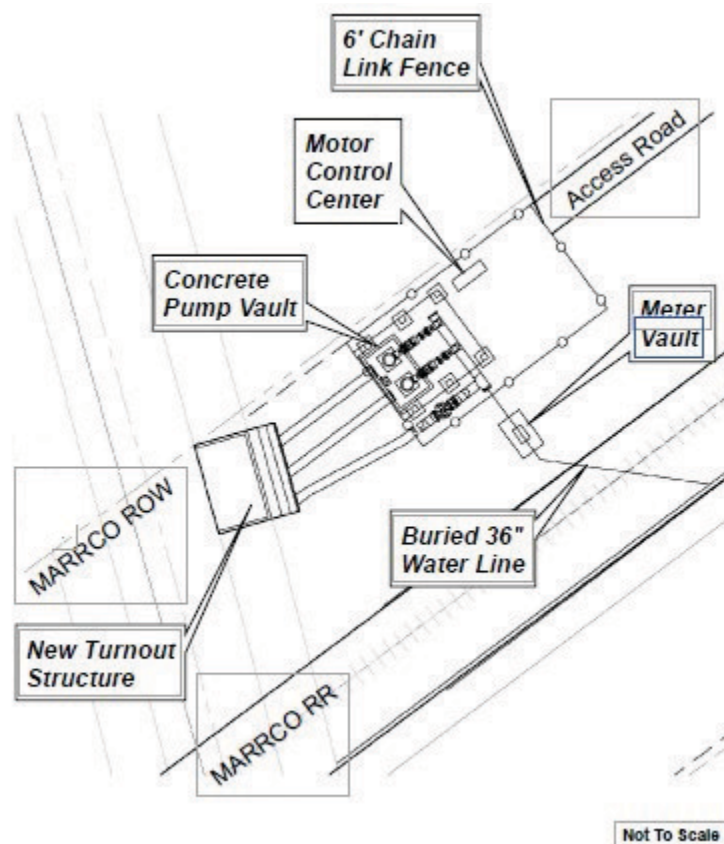 6' Chain
Link Fence
Motor
Control
Center
Access Road
Concrete
Pump Vault
Meter
Vault
MARRCO ROW
Buried 36"
Water Line
New Turnout
Structure
MARRCO RR
Not To Scale